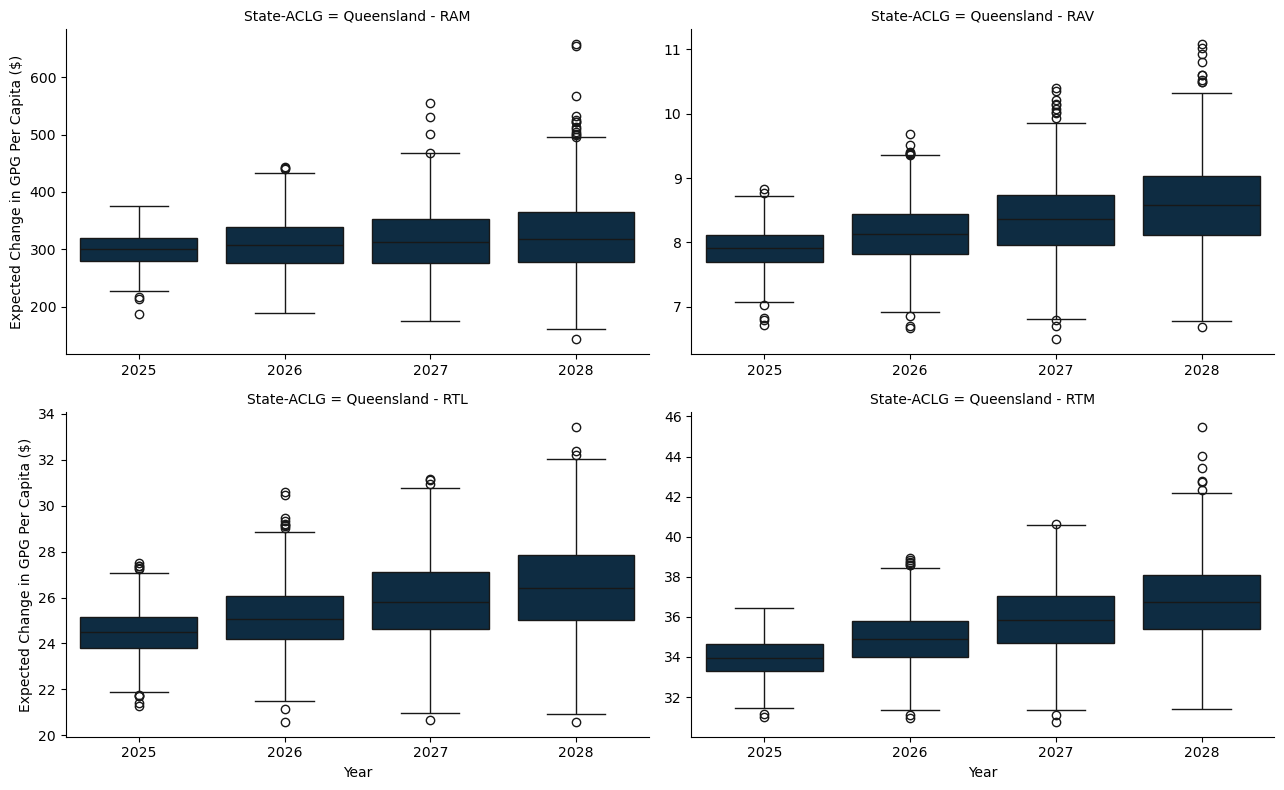 State-ACLG = Queensland - RAM
Expected Change in GPG Per Capita ($)
600
500
400
300
200
2025 2026 2027 2028
State-ACLG = Queensland - RAV
11
10
9
8
7
2025 2026 2027 2028
State-ACLG = Queensland - RTL
Expected Change in GPG Per Capita ($)
34
32
30
28
26
24
22
20
2025 2026 2027 2028
Year
State-ACLG = Queensland - RTM
46
44
42
40
38
36
34
32
2025 2026 2027 2028
Year